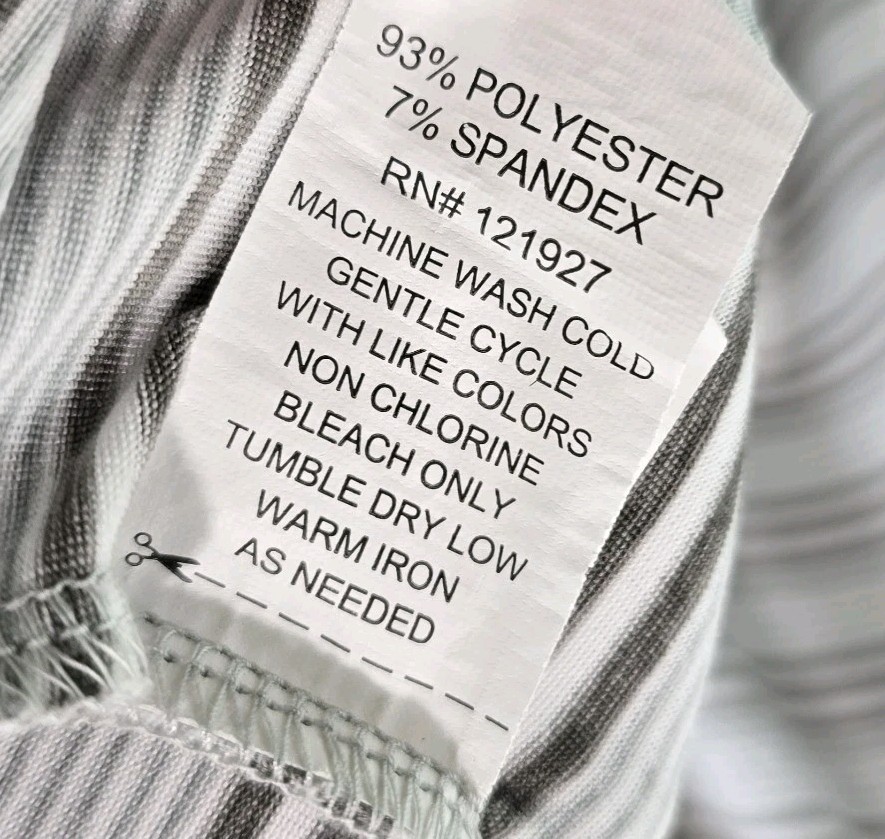 93% POLYESTER
7% SPANDEX
RN# 121927
MACHINE WASH COLD
GENTLE CYCLE
WITH LIKE COLORS
NON CHLORINE
BLEACH ONLY
TUMBLE DRY LOW
WARM IRON
AS NEEDED